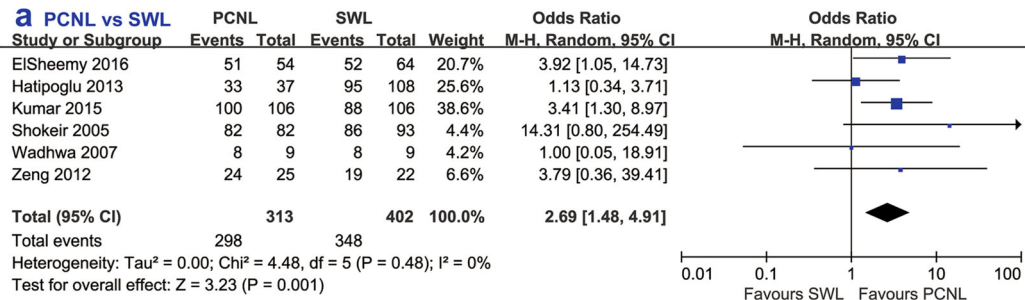 a PCNL vs SWL PCNL SWL Odds Ratio Odds Ratio
Study or Subgroup Events Total Events Total Weight M-H, Random, 95% CI M-H, Random, 95% CI
ElSheemy 2016 51 54 52 64 20.7% 3.92 [1.05, 14.73]
Hatipoglu 2013 33 37 95 108 25.6% 1.13 [0.34, 3.71]
Kumar 2015 100 106 88 106 38.6% 3.41 [1.30, 8.97]
Shokeir 2005 82 82 86 93 4.4% 14.31 [0.80, 254.49]
Wadhwa 2007 8 9 8 9 4.2% 1.00 [0.05, 18.91]
Zeng 2012 24 25 19 22 6.6% 3.79 [0.36, 39.41]
Total (95% CI) 313 402 100.0% 2.69 [1.48, 4.91]
Total events 298 348
Heterogeneity: Tau² = 0.00; Chi² = 4.48, df = 5 (P = 0.48); I² = 0%
Test for overall effect: Z = 3.23 (P = 0.001)
0.01 0.1 1 10 100
Favours SWL Favours PCNL